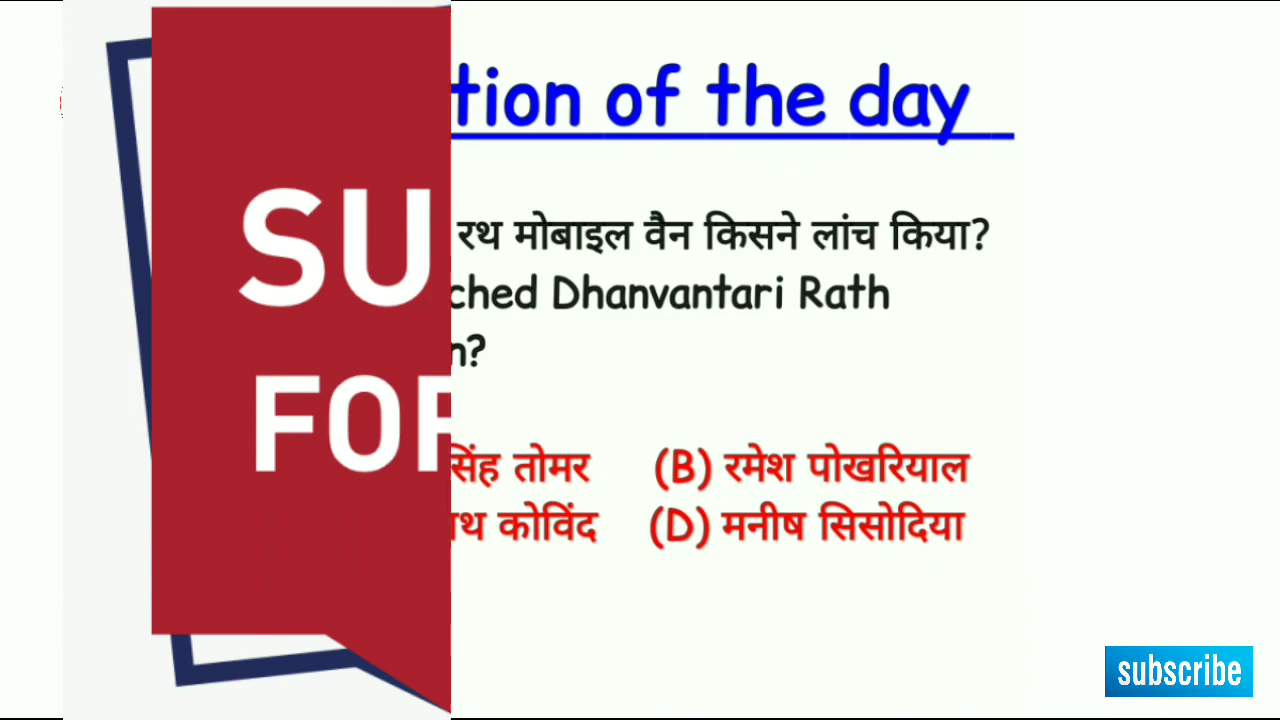 SU
FOR
tion of the day
रथ मोबाइल वैन किसने लांच किया?
ched Dhanvantari Rath
n?
सिंह तोमर (B) रमेश पोखरियाल
थ कोविंद (D) मनीष सिसोदिया
subscribe